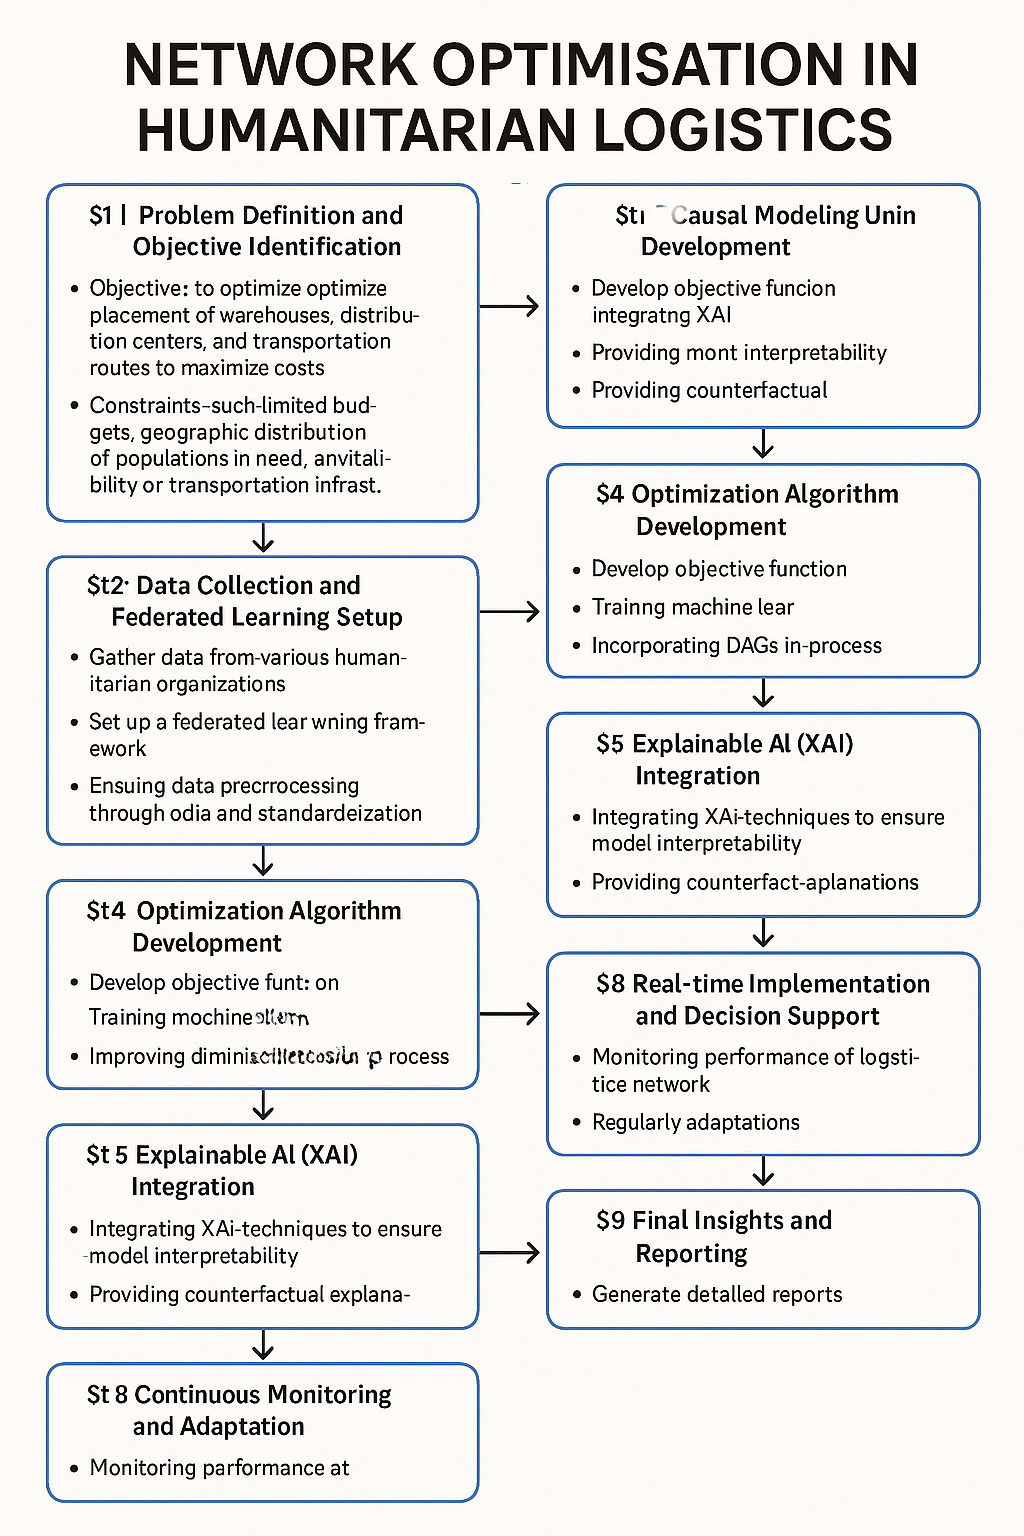 NETWORK OPTIMISATION IN
HUMANITARIAN LOGISTICS
$1 | Problem Definition and
Objective Identification
• Objective: to optimize optimize
placement of warehouses, distribu-
tion centers, and transportation
routes to maximize costs
• Constraints–such-limited bud-
gets, geographic distribution
of populations in need, anvitali-
bility or transportation infrast.
$t2· Data Collection and
Federated Learning Setup
• Gather data from-various human-
itarian organizations
• Set up a federated lear wning fram-
ework
• Ensuing data precrrocessing
through odia and standardeization
$t4 Optimization Algorithm
Development
• Develop objective funt: on
Training mochine
• Improving rocess
$t 5 Explainable Al (XAI)
Integration
• Integrating XAi-techniques to ensure
-model interpretability
• Providing counterfactual explana-
$t 8 Continuous Monitoring
and Adaptation
• Monitoring parformance at
Causal Modeling Unin
Development
• Develop objective funcion
integratng XAI
• Providing mont interpretability
• Providing counterfactual
$4 Optimization Algorithm
Development
• Develop objective function
• Trainng machine lear
• Incorporating DAGs in-process
$5 Explainable Al (XAI)
Integration
• Integrating XAi-techniques to ensure
model interpretability
• Providing counterfact-aplanations
$8 Real-time Implementation
and Decision Support
• Monitoring performance of logsti-
tice network
• Regularly adaptations
$9 Final Insights and
Reporting
• Generate detalled reports